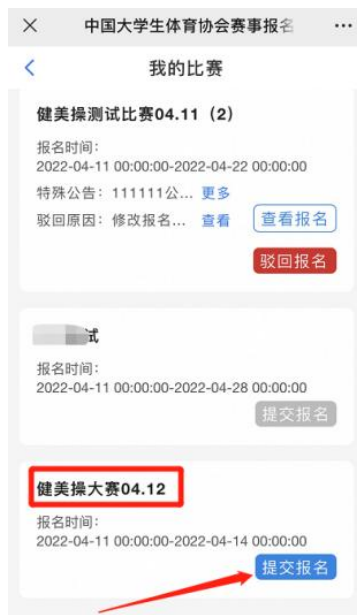 中国大学生体育协会赛事报名
我的比赛
健美操测试比赛04.11（2）
报名时间：
2022-04-11 00:00:00-2022-04-22 00:00:00
特殊公告：111111公... 更多
驳回原因：修改报名... 查看 查看报名
驳回报名
试
报名时间：
2022-04-11 00:00:00-2022-04-28 00:00:00
提交报名
健美操大赛04.12
报名时间：
2022-04-11 00:00:00-2022-04-14 00:00:00
提交报名